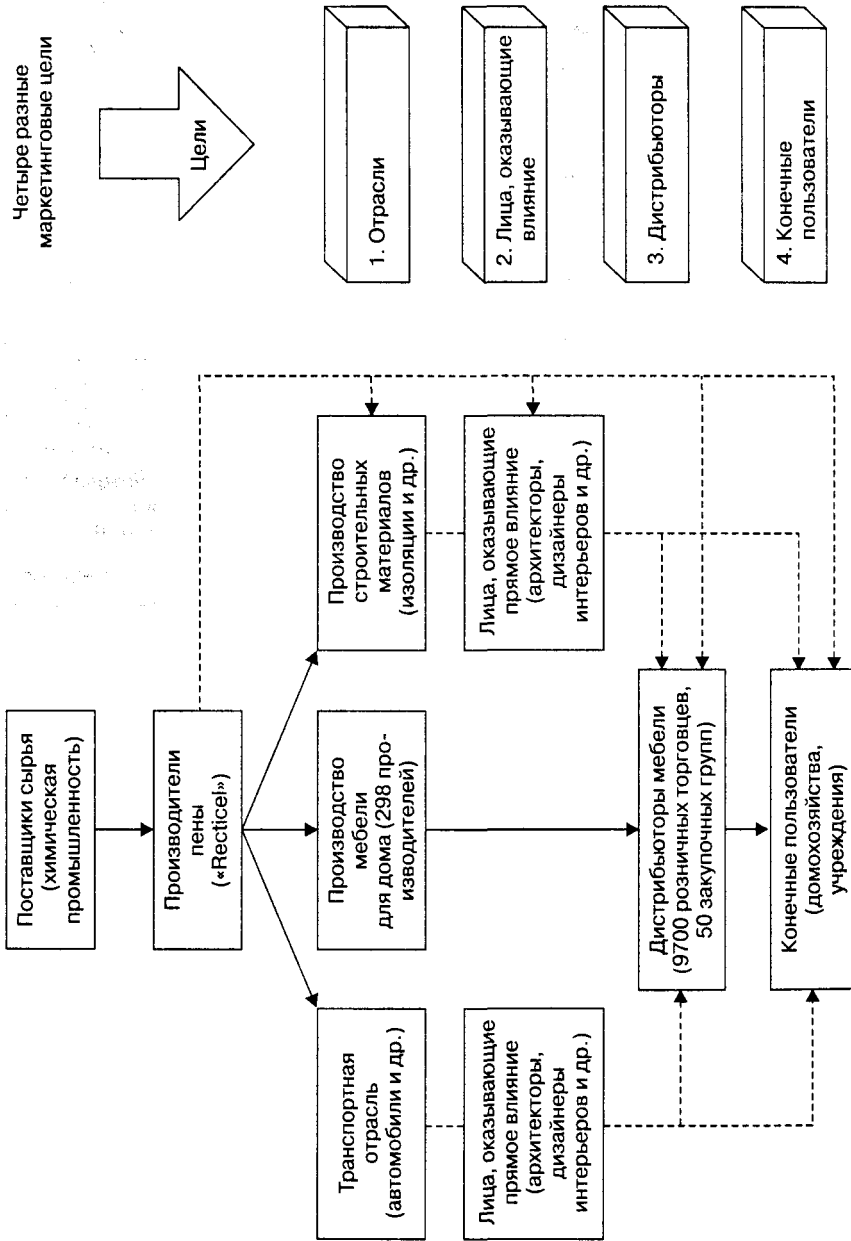 Четыре разные
маркетинговые цели
Цели
1. Отрасли
2. Лица, оказывающие
влияние
3. Дистрибьюторы
4. Конечные
пользователи
Поставщики сырья
(химическая
промышленность)
Производители
пены
(«Recticel»)
Транспортная
отрасль
(автомобили и др.)
Производство
мебели
для дома (298 про-
изводителей)
Производство
строительных
материалов
(изоляции и др.)
Лица, оказывающие
прямое влияние
(архитекторы,
дизайнеры
интерьеров и др.)
Лица, оказывающие
прямое влияние
(архитекторы,
дизайнеры
интерьеров и др.)
Дистрибьюторы мебели
(9700 розничных торговцев,
50 закупочных групп)
Конечные пользователи
(домохозяйства,
учреждения)